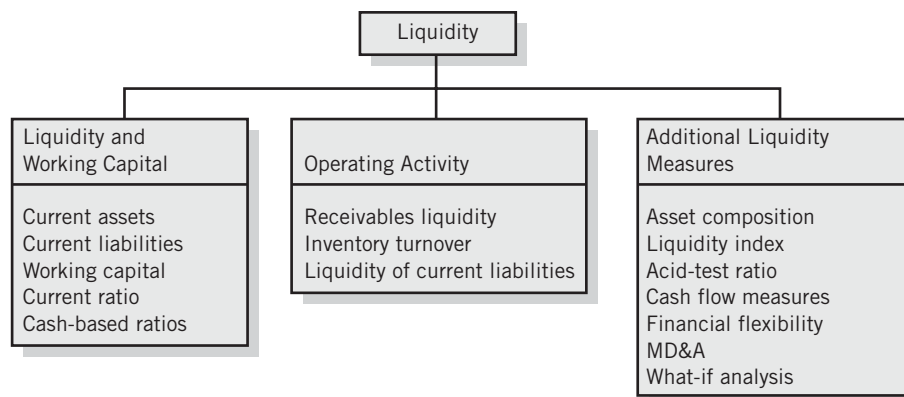 Liquidity
Liquidity and
Working Capital
Current assets
Current liabilities
Working capital
Current ratio
Cash-based ratios
Operating Activity
Receivables liquidity
Inventory turnover
Liquidity of current liabilities
Additional Liquidity
Measures
Asset composition
Liquidity index
Acid-test ratio
Cash flow measures
Financial flexibility
MD&A
What-if analysis